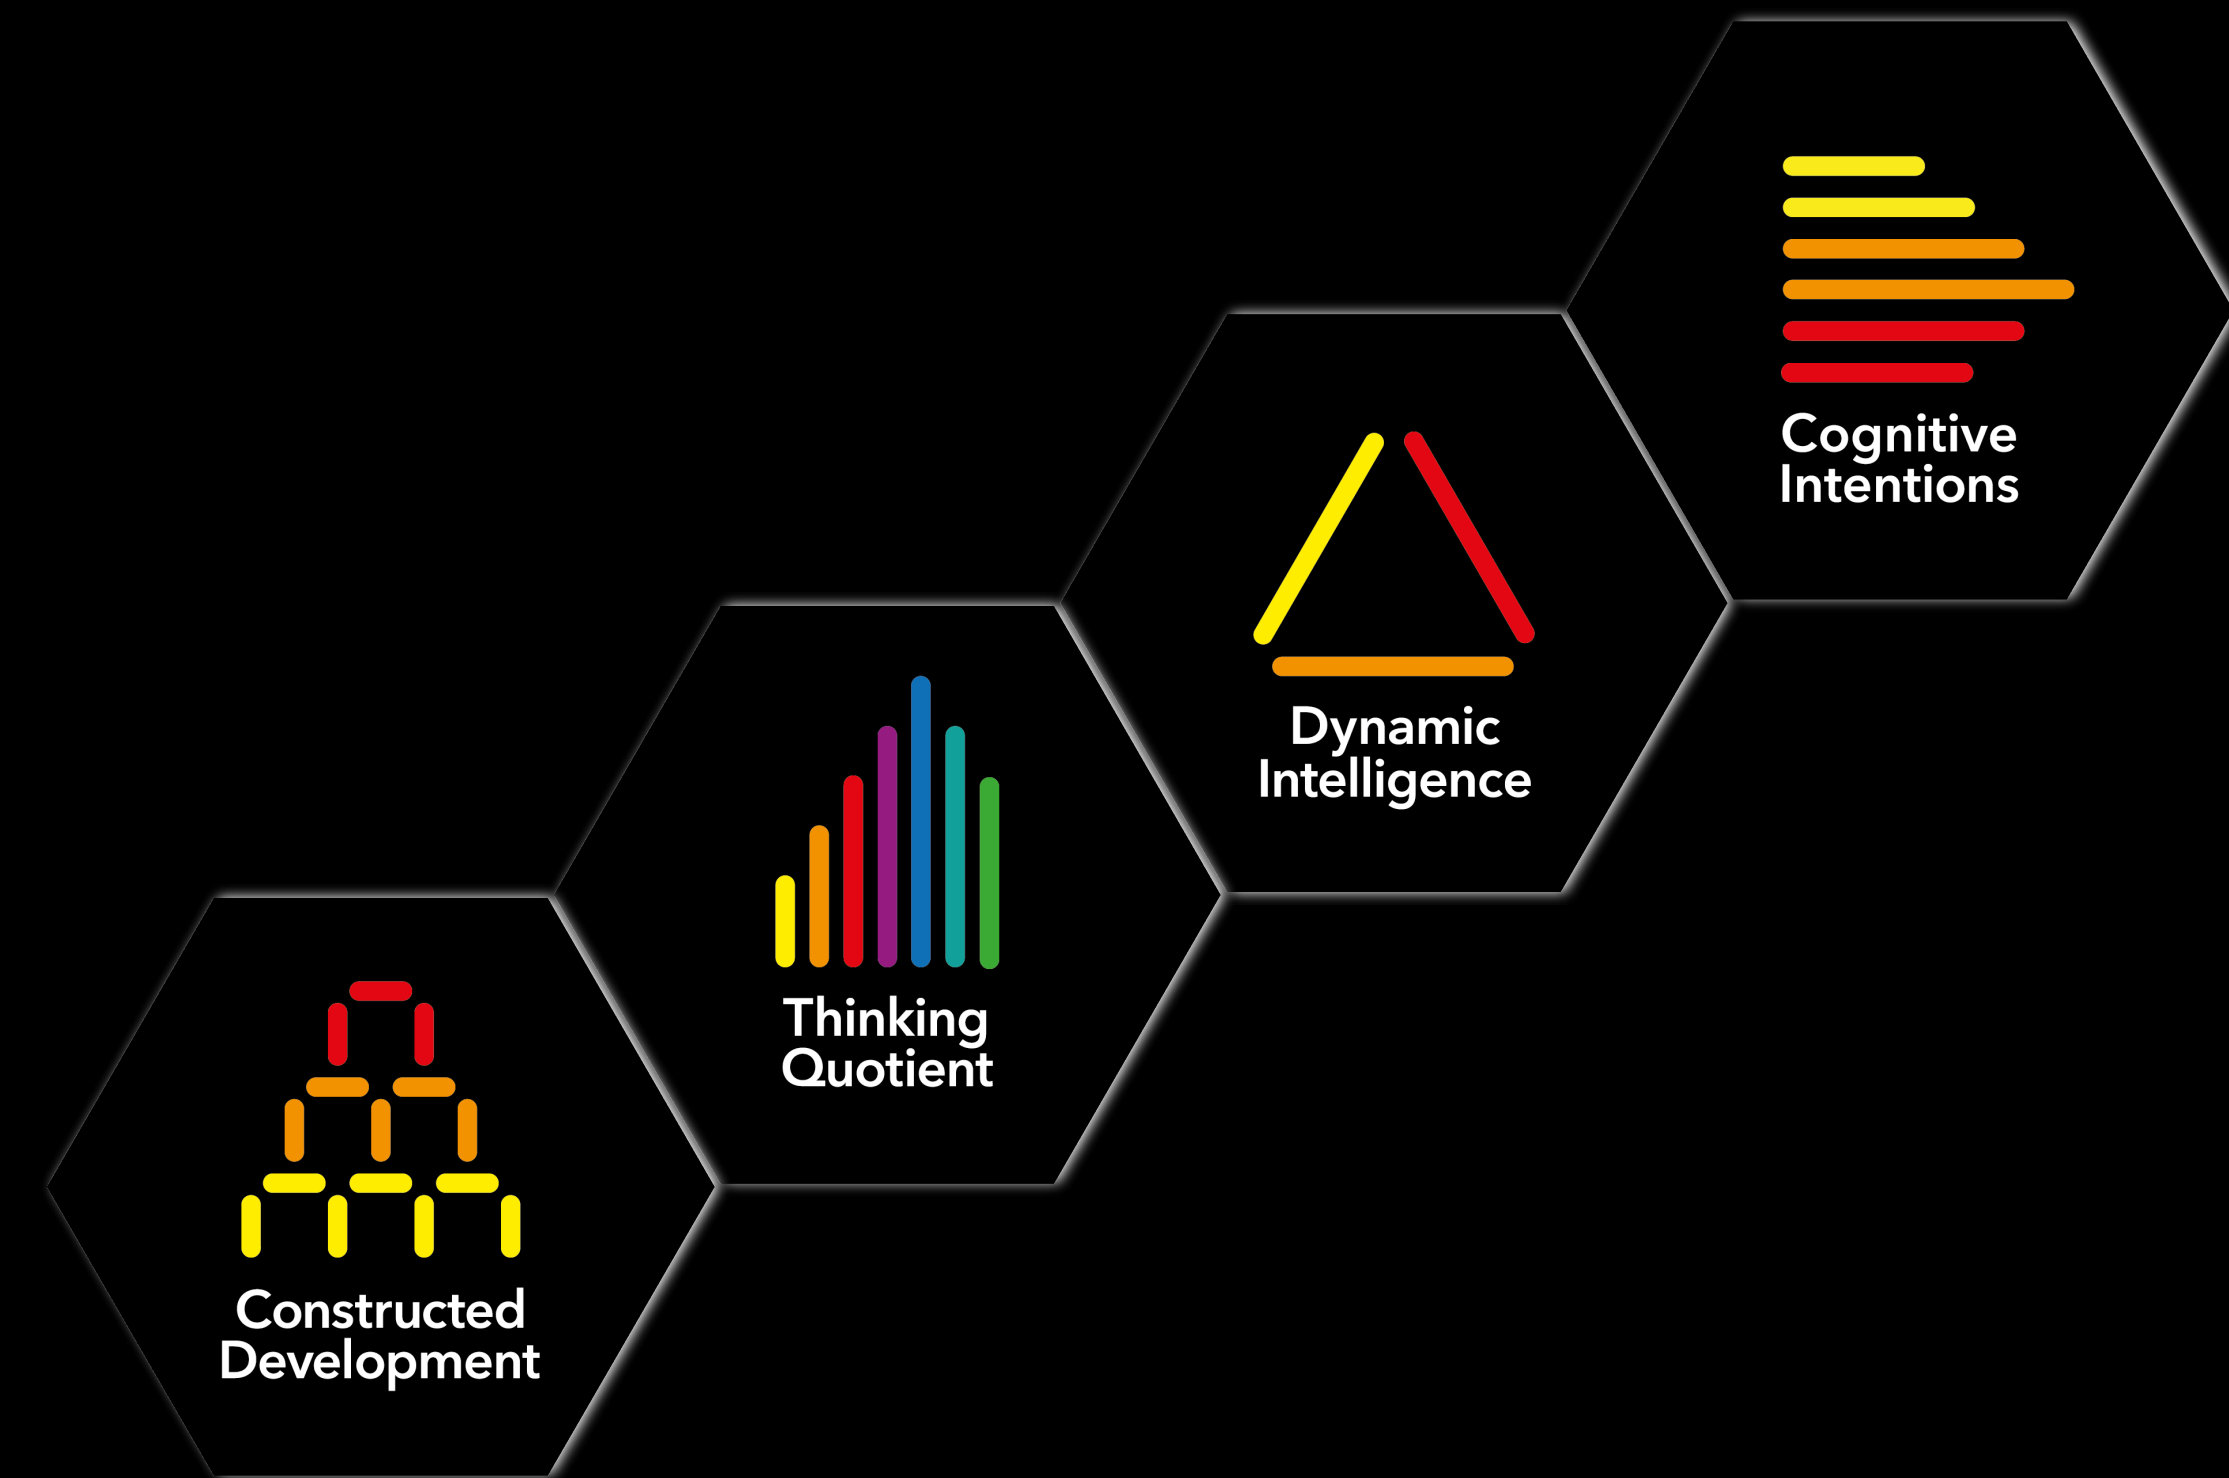 Cognitive
Intentions
Dynamic
Intelligence
Thinking
Quotient
Constructed
Development